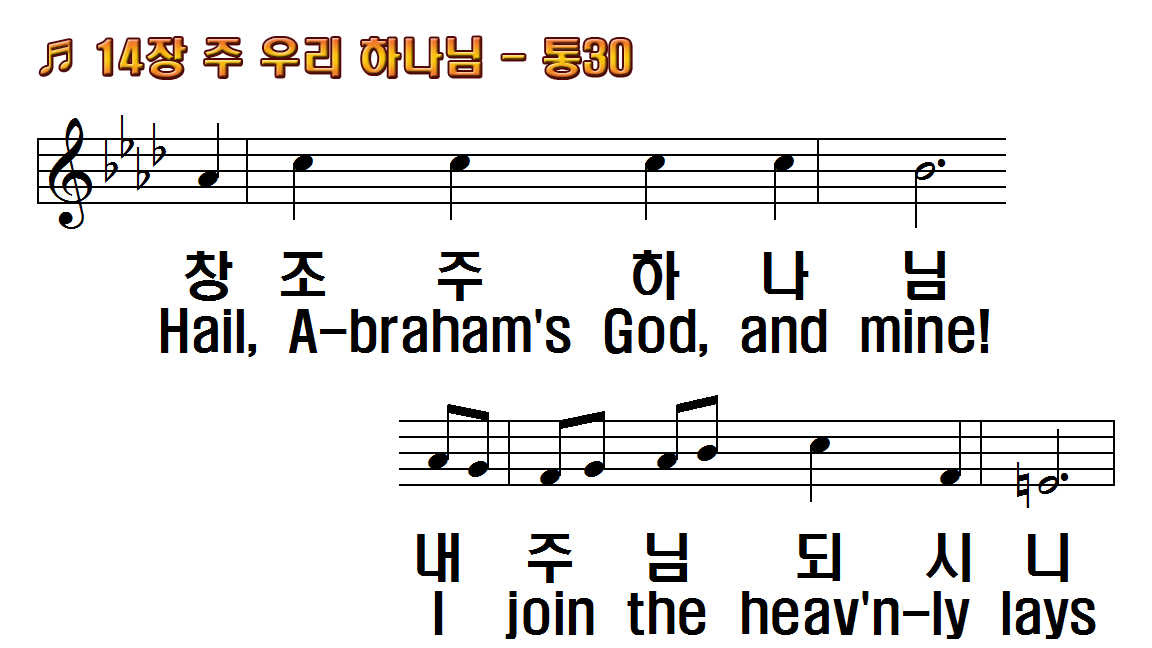 ♬ 14장 주 우리 하나님 - 통30
창 조 주 하 나 님
Hail, A-braham's God, and mine!
내 주 님 되 시 니
I join the heav'n-ly lays